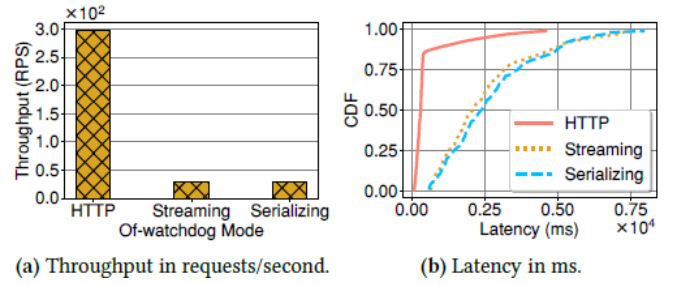 ×10²
3.0
2.5
2.0
1.5
1.0
0.5
0.0
Throughput (RPS)
HTTP Streaming Serializing
Of-watchdog Mode
(a) Throughput in requests/second.
1.00
0.75
0.50
0.25
0.00
CDF
HTTP
Streaming
Serializing
0.00 0.25 0.50 0.75
Latency (ms) ×10⁴
(b) Latency in ms.